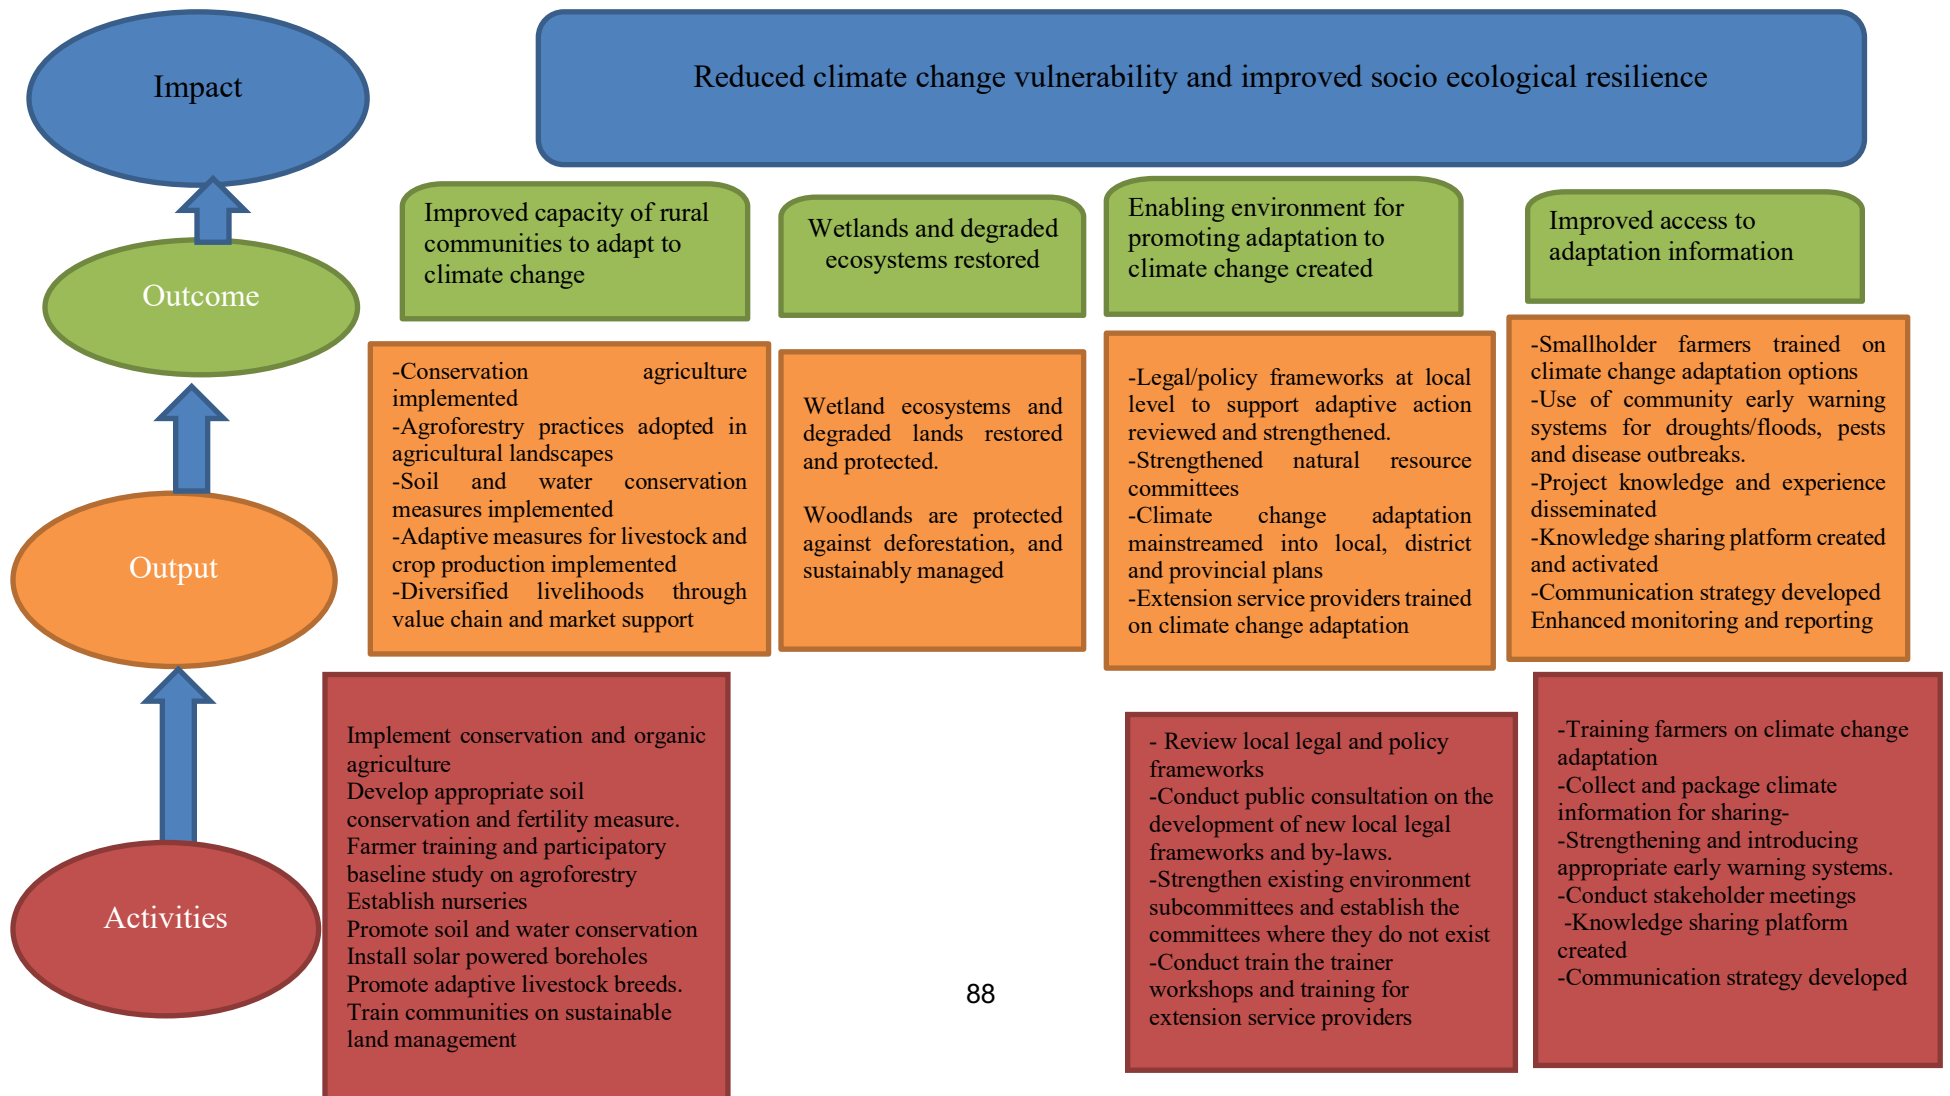 Impact
Reduced climate change vulnerability and improved socio ecological resilience
Outcome
Improved capacity of rural
communities to adapt to
climate change
Wetlands and degraded
ecosystems restored
Enabling environment for
promoting adaptation to
climate change created
Improved access to
adaptation information
Output
-Conservation agriculture
implemented
-Agroforestry practices adopted in
agricultural landscapes
-Soil and water conservation
measures implemented
-Adaptive measures for livestock and
crop production implemented
-Diversified livelihoods through
value chain and market support
Wetland ecosystems and
degraded lands restored
and protected.
Woodlands are protected
against deforestation, and
sustainably managed
-Legal/policy frameworks at local
level to support adaptive action
reviewed and strengthened.
-Strengthened natural resource
committees
-Climate change adaptation
mainstreamed into local, district
and provincial plans
-Extension service providers trained
on climate change adaptation
-Smallholder farmers trained on
climate change adaptation options
-Use of community early warning
systems for droughts/floods, pests
and disease outbreaks.
-Project knowledge and experience
disseminated
-Knowledge sharing platform created
and activated
-Communication strategy developed
Enhanced monitoring and reporting
Activities
Implement conservation and organic
agriculture
Develop appropriate soil
conservation and fertility measure.
Farmer training and participatory
baseline study on agroforestry
Establish nurseries
Promote soil and water conservation
Install solar powered boreholes
Promote adaptive livestock breeds.
Train communities on sustainable
land management
- Review local legal and policy
frameworks
-Conduct public consultation on the
development of new local legal
frameworks and by-laws.
-Strengthen existing environment
subcommittees and establish the
committees where they do not exist
-Conduct train the trainer
workshops and training for
extension service providers
-Training farmers on climate change
adaptation
-Collect and package climate
information for sharing-
-Strengthening and introducing
appropriate early warning systems.
-Conduct stakeholder meetings
-Knowledge sharing platform
created
-Communication strategy developed
88